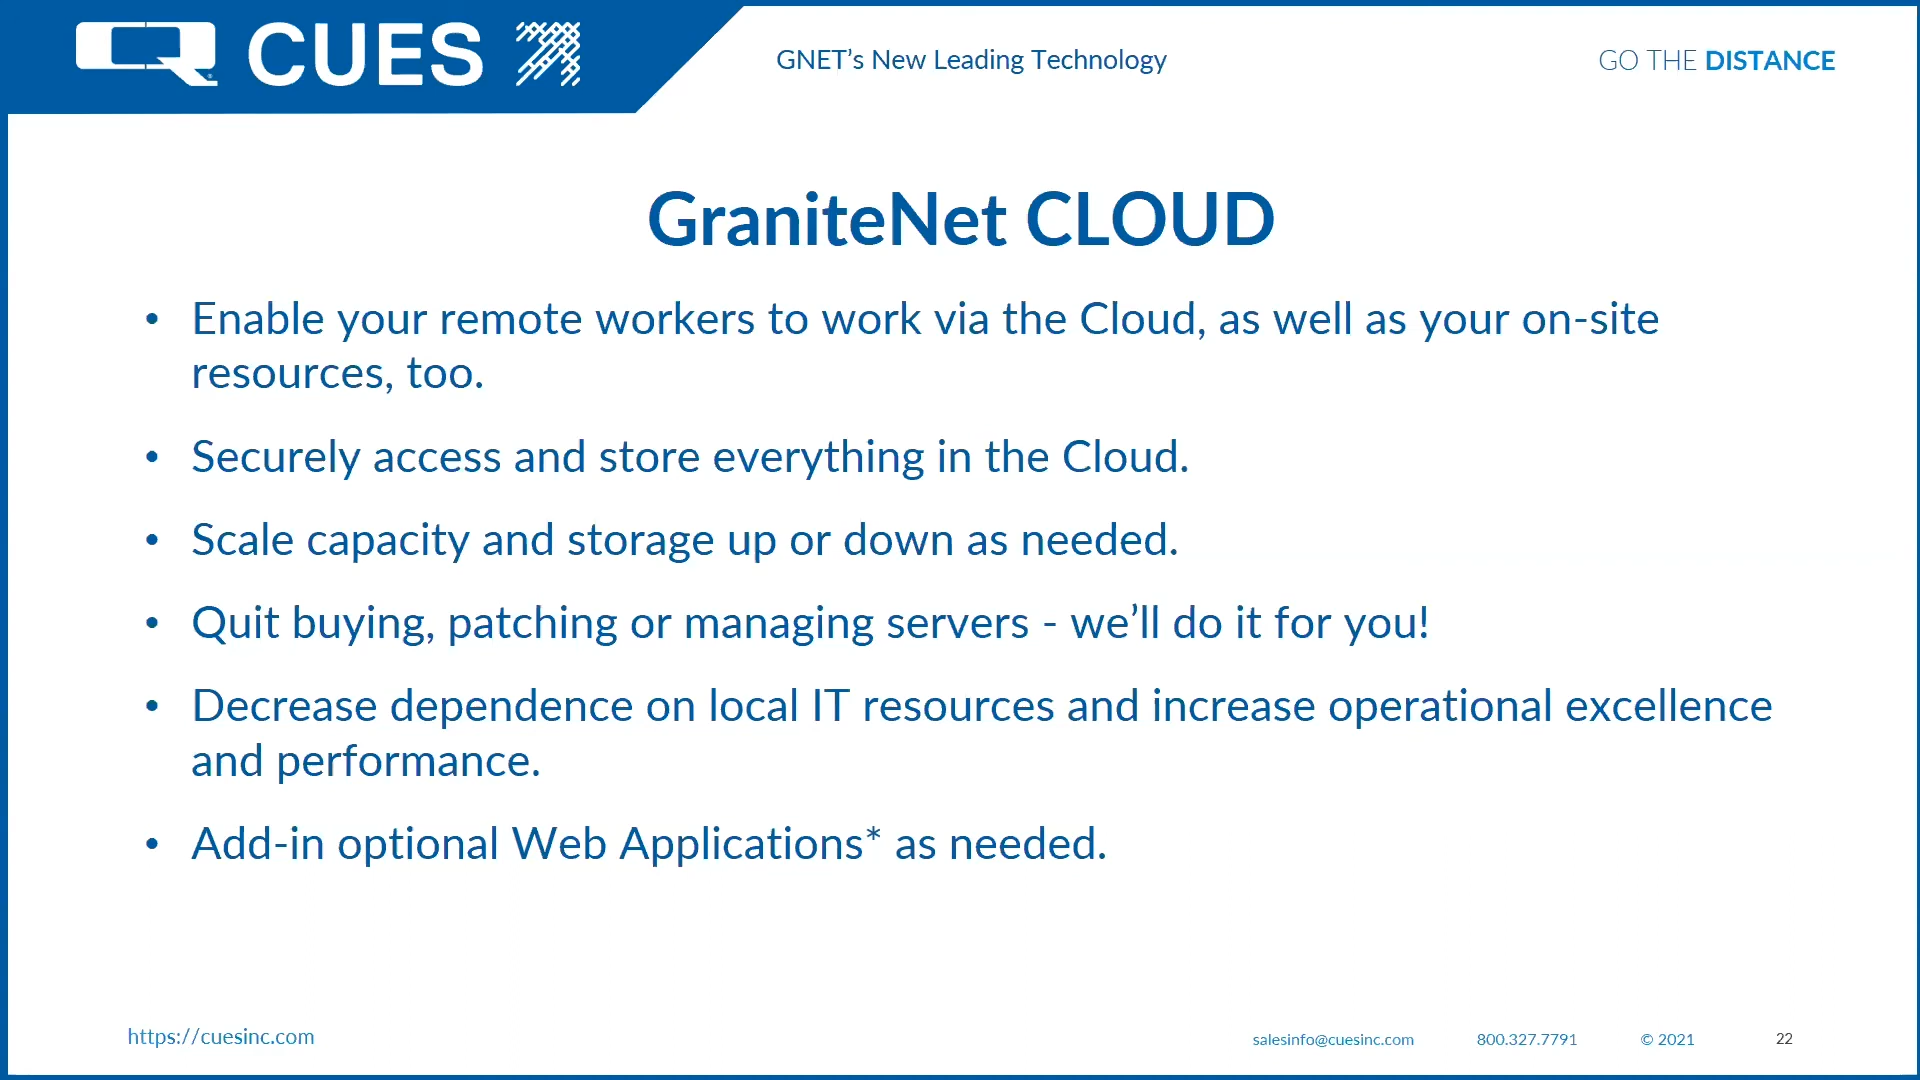 CUES
GNET’s New Leading Technology
GO THE DISTANCE
GraniteNet CLOUD
• Enable your remote workers to work via the Cloud, as well as your on-site
resources, too.
• Securely access and store everything in the Cloud.
• Scale capacity and storage up or down as needed.
• Quit buying, patching or managing servers - we’ll do it for you!
• Decrease dependence on local IT resources and increase operational excellence
and performance.
• Add-in optional Web Applications* as needed.
https://cuesinc.com
salesinfo@cuesinc.com 800.327.7791 © 2021 22